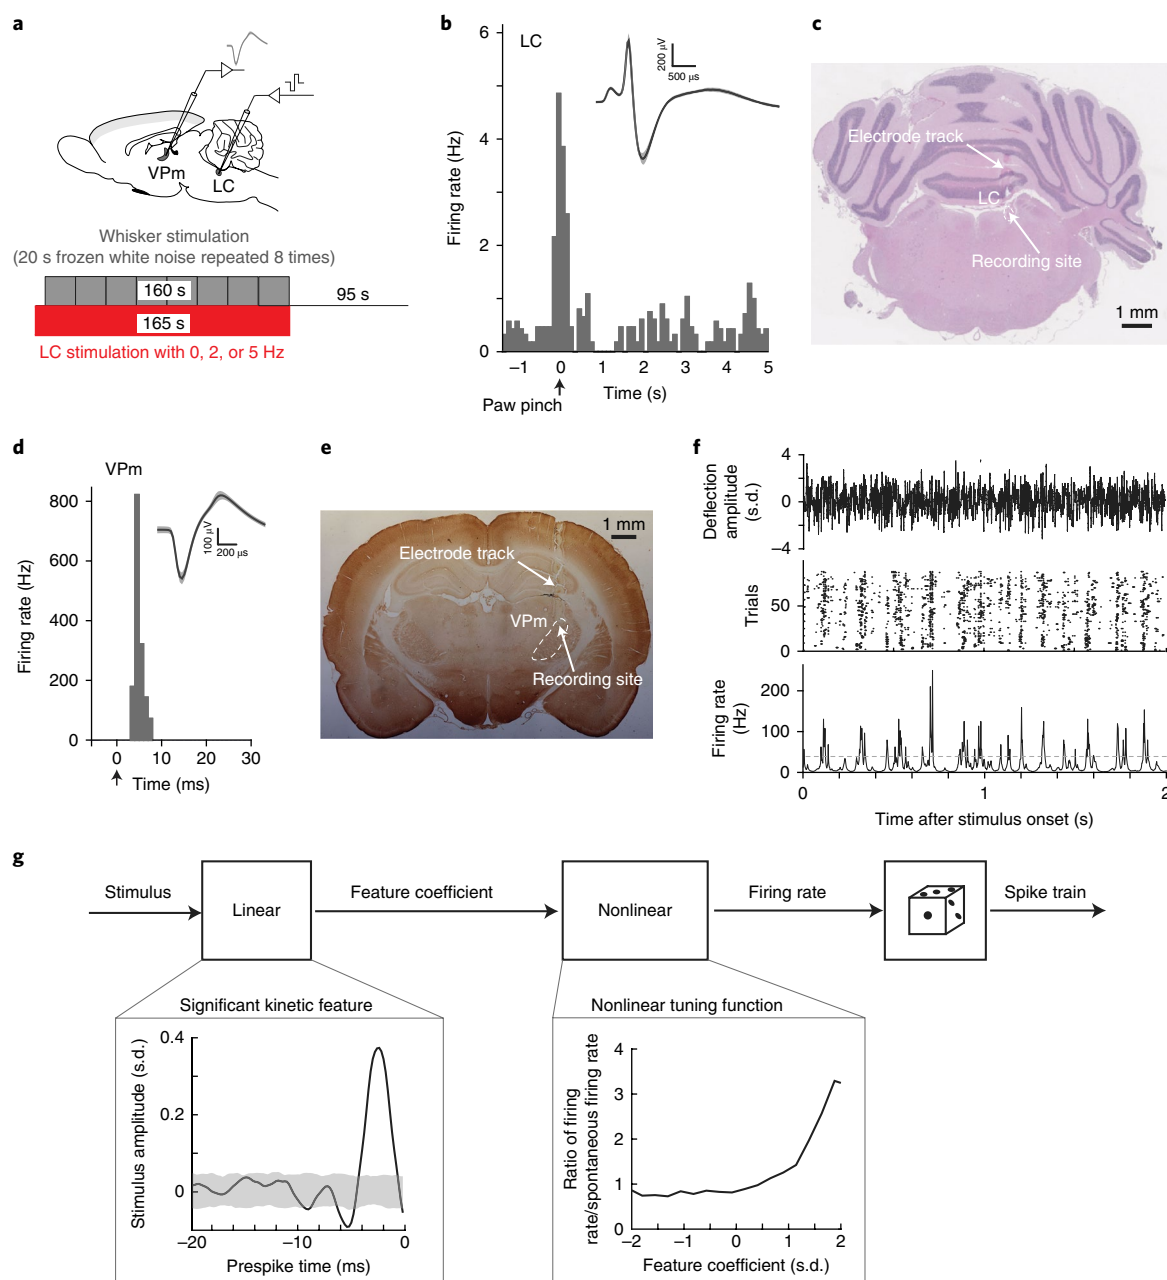 a
VPm
LC
Whisker stimulation
(20 s frozen white noise repeated 8 times)
160 s
95 s
165 s
LC stimulation with 0, 2, or 5 Hz
b
LC
200 µV
500 µs
Firing rate (Hz)
6
4
2
0
–1 0 1 2 3 4 5
Time (s)
Paw pinch
c
Electrode track
LC
Recording site
1 mm
d
VPm
800
600
400
200
0
Firing rate (Hz)
100 µV
200 µs
0 10 20 30
Time (ms)
e
1 mm
Electrode track
VPm
Recording site
f
Deflection
amplitude
(s.d.)
4
0
–4
Trials
50
0
Firing rate
(Hz)
200
100
0
0 1 2
Time after stimulus onset (s)
g
Stimulus
Linear
Feature coefficient
Nonlinear
Firing rate
Spike train
Significant kinetic feature
Stimulus amplitude (s.d.)
0.4
0.2
0
–20 –10 0
Prespike time (ms)
Nonlinear tuning function
Ratio of firing
rate/spontaneous firing rate
4
3
2
1
0
–2 –1 0 1 2
Feature coefficient (s.d.)